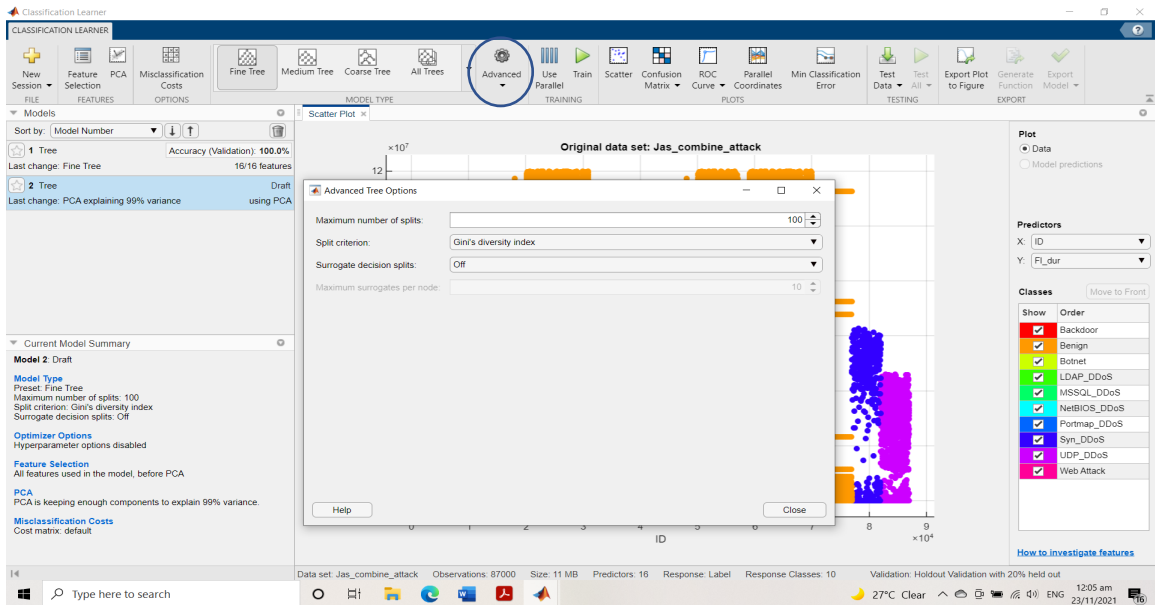 Classification Learner
CLASSIFICATION LEARNER
?
New Session
Feature Selection
PCA
Misclassification Costs
Fine Tree
Medium Tree
Coarse Tree
All Trees
Advanced
Use Parallel
Train
Scatter
Confusion Matrix
ROC Curve
Parallel Coordinates
Min Classification Error
Test Data
Test All
Export Plot to Figure
Generate Function
Export Model
FILE
FEATURES
OPTIONS
MODEL TYPE
TRAINING
PLOTS
TESTING
EXPORT
Models
Sort by: Model Number
1 Tree Accuracy (Validation): 100.0%
Last change: Fine Tree 16/16 features
2 Tree Draft
Last change: PCA explaining 99% variance using PCA
Current Model Summary
Model 2: Draft
Model Type
Preset: Fine Tree
Maximum number of splits: 100
Split criterion: Gini's diversity index
Surrogate decision splits: Off
Optimizer Options
Hyperparameter options disabled
Feature Selection
All features used in the model, before PCA
PCA
PCA is keeping enough components to explain 99% variance.
Misclassification Costs
Cost matrix: default
Scatter Plot
×10⁷
Original data set: Jas_combine_attack
12
Advanced Tree Options
Maximum number of splits: 100
Split criterion: Gini's diversity index
Surrogate decision splits: Off
Maximum surrogates per node: 10
Help
Close
8 9
×10⁴
ID
Plot
Data
Model predictions
Predictors
X: ID
Y: Fl_dur
Classes
Move to Front
Show Order
Backdoor
Benign
Botnet
LDAP_DDoS
MSSQL_DDoS
NetBIOS_DDoS
Portmap_DDoS
Syn_DDoS
UDP_DDoS
Web Attack
How to investigate features
Data set: Jas_combine_attack Observations: 87000 Size: 11 MB Predictors: 16 Response: Label Response Classes: 10 Validation: Holdout Validation with 20% held out
Type here to search
27°C Clear
ENG
12:05 am
23/11/2021
16